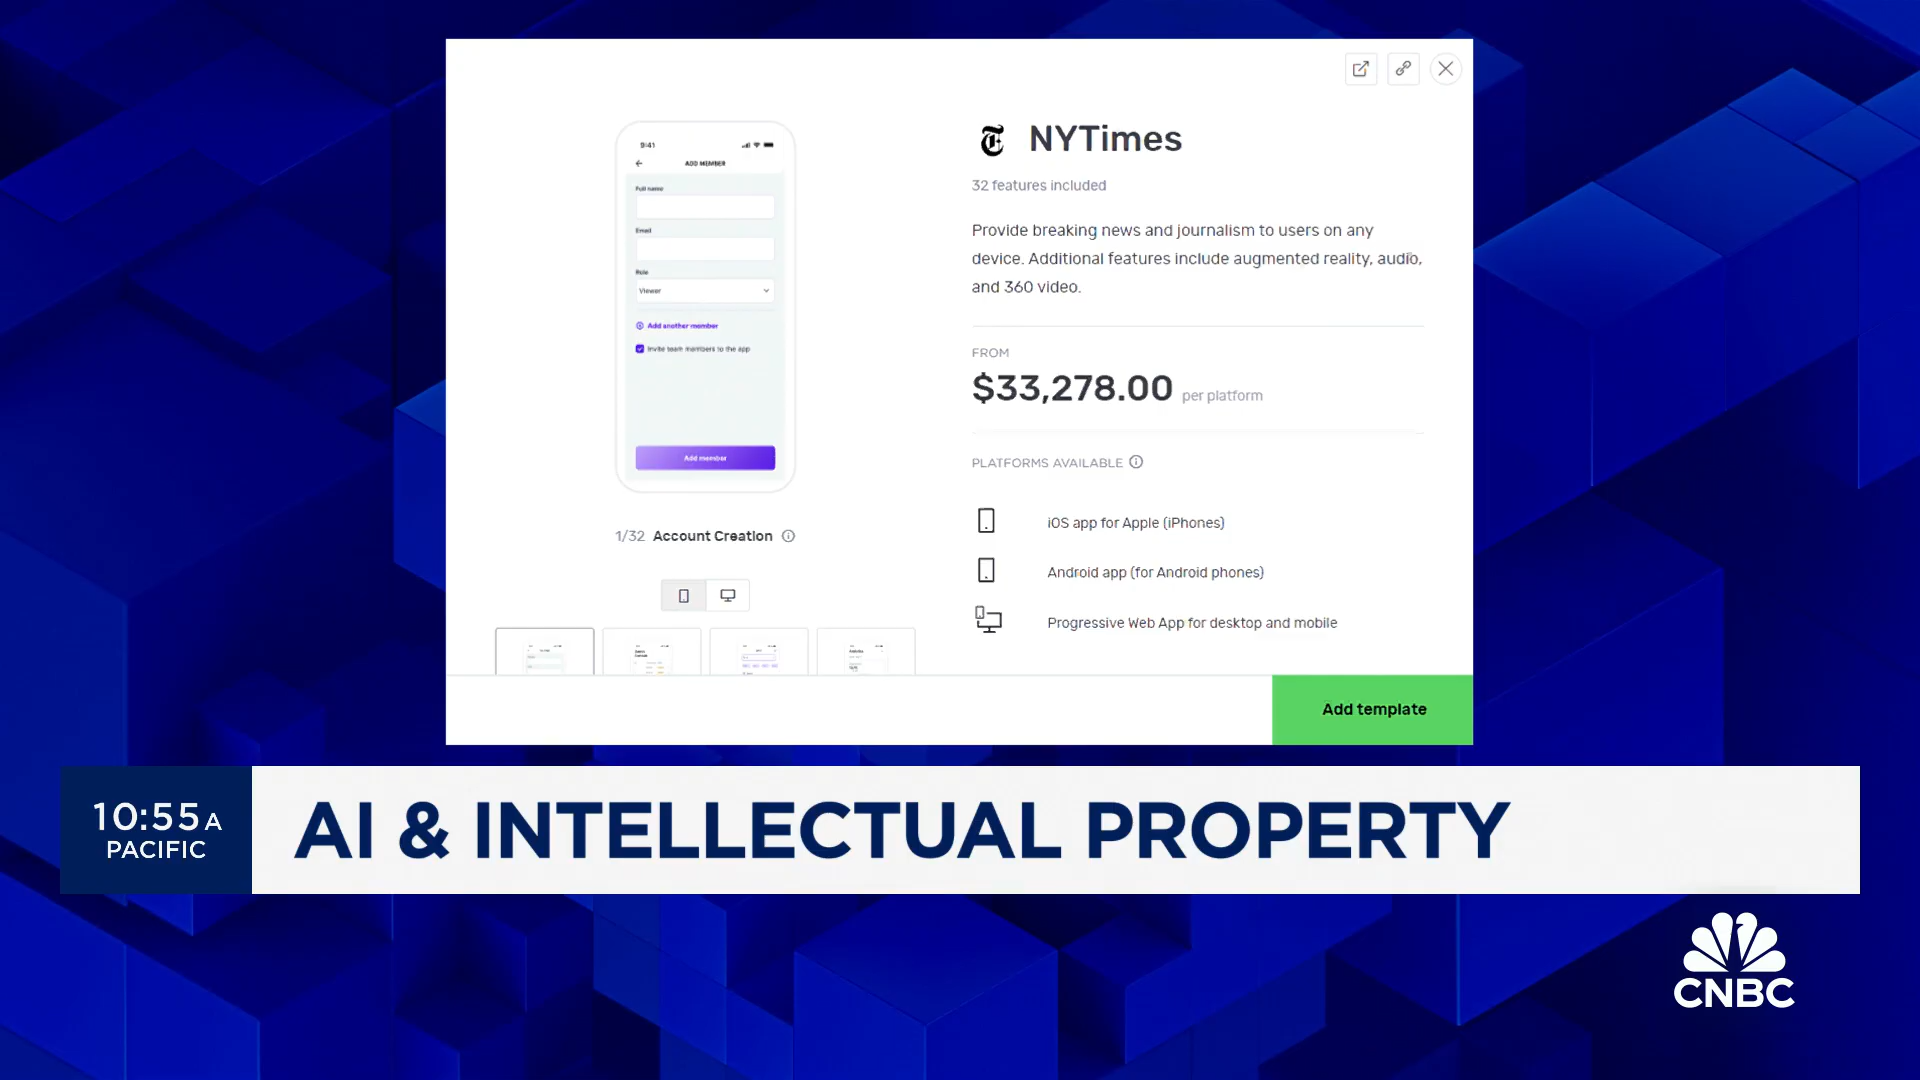 NYTimes
32 features included
Provide breaking news and journalism to users on any
device. Additional features include augmented reality, audio,
and 360 video.
FROM
$33,278.00 per platform
PLATFORMS AVAILABLE
iOS app for Apple (iPhones)
Android app (for Android phones)
Progressive Web App for desktop and mobile
9:41
ADD MEMBER
Full name
Email
Role
Viewer
Add another member
Invite team members to the app
Add member
1/32 Account Creation
Add template
10:55A
PACIFIC
AI & INTELLECTUAL PROPERTY
CNBC